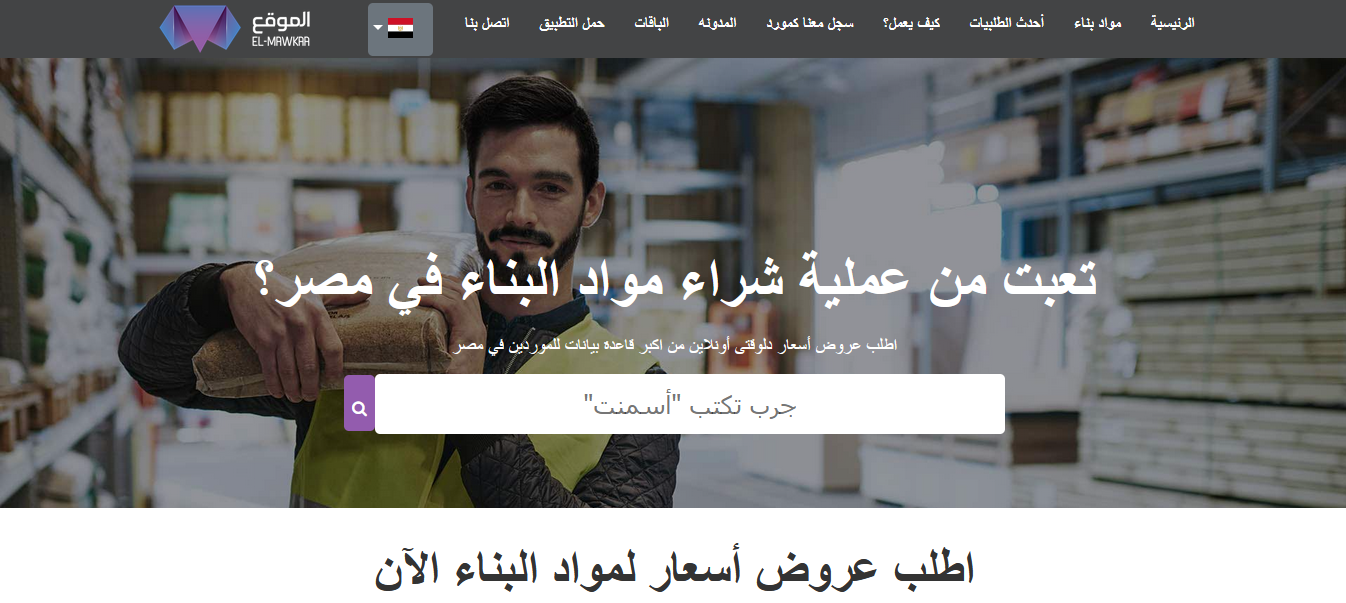 الرئيسية
مواد بناء
أحدث الطلبيات
كيف يعمل؟
سجل معنا كمورد
المدونه
الباقات
حمل التطبيق
اتصل بنا
الموقع
EL-MAWKAA
تعبت من عملية شراء مواد البناء في مصر؟
اطلب عروض أسعار دلوقتى أونلاين من اكبر قاعدة بيانات للموردين في مصر
جرب تكتب "أسمنت"
اطلب عروض أسعار لمواد البناء الآن